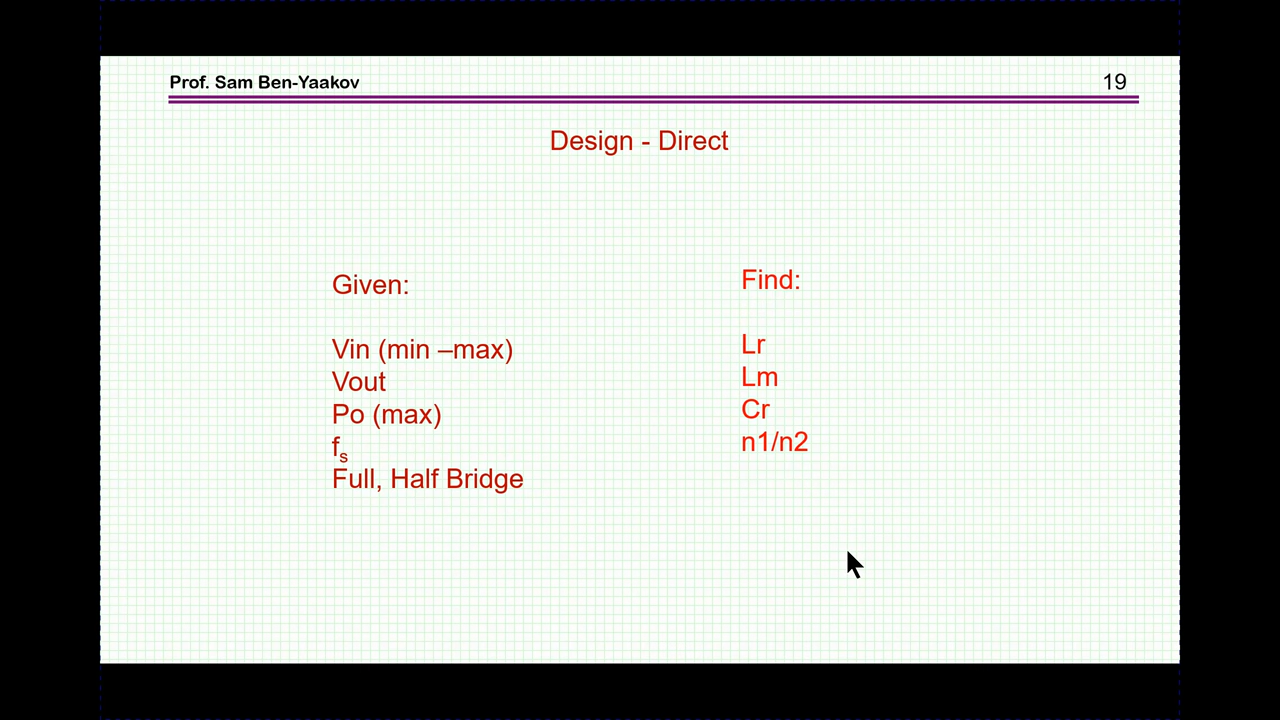 Prof. Sam Ben-Yaakov
19
Design - Direct
Given:
Vin (min –max)
Vout
Po (max)
fs
Full, Half Bridge
Find:
Lr
Lm
Cr
n1/n2